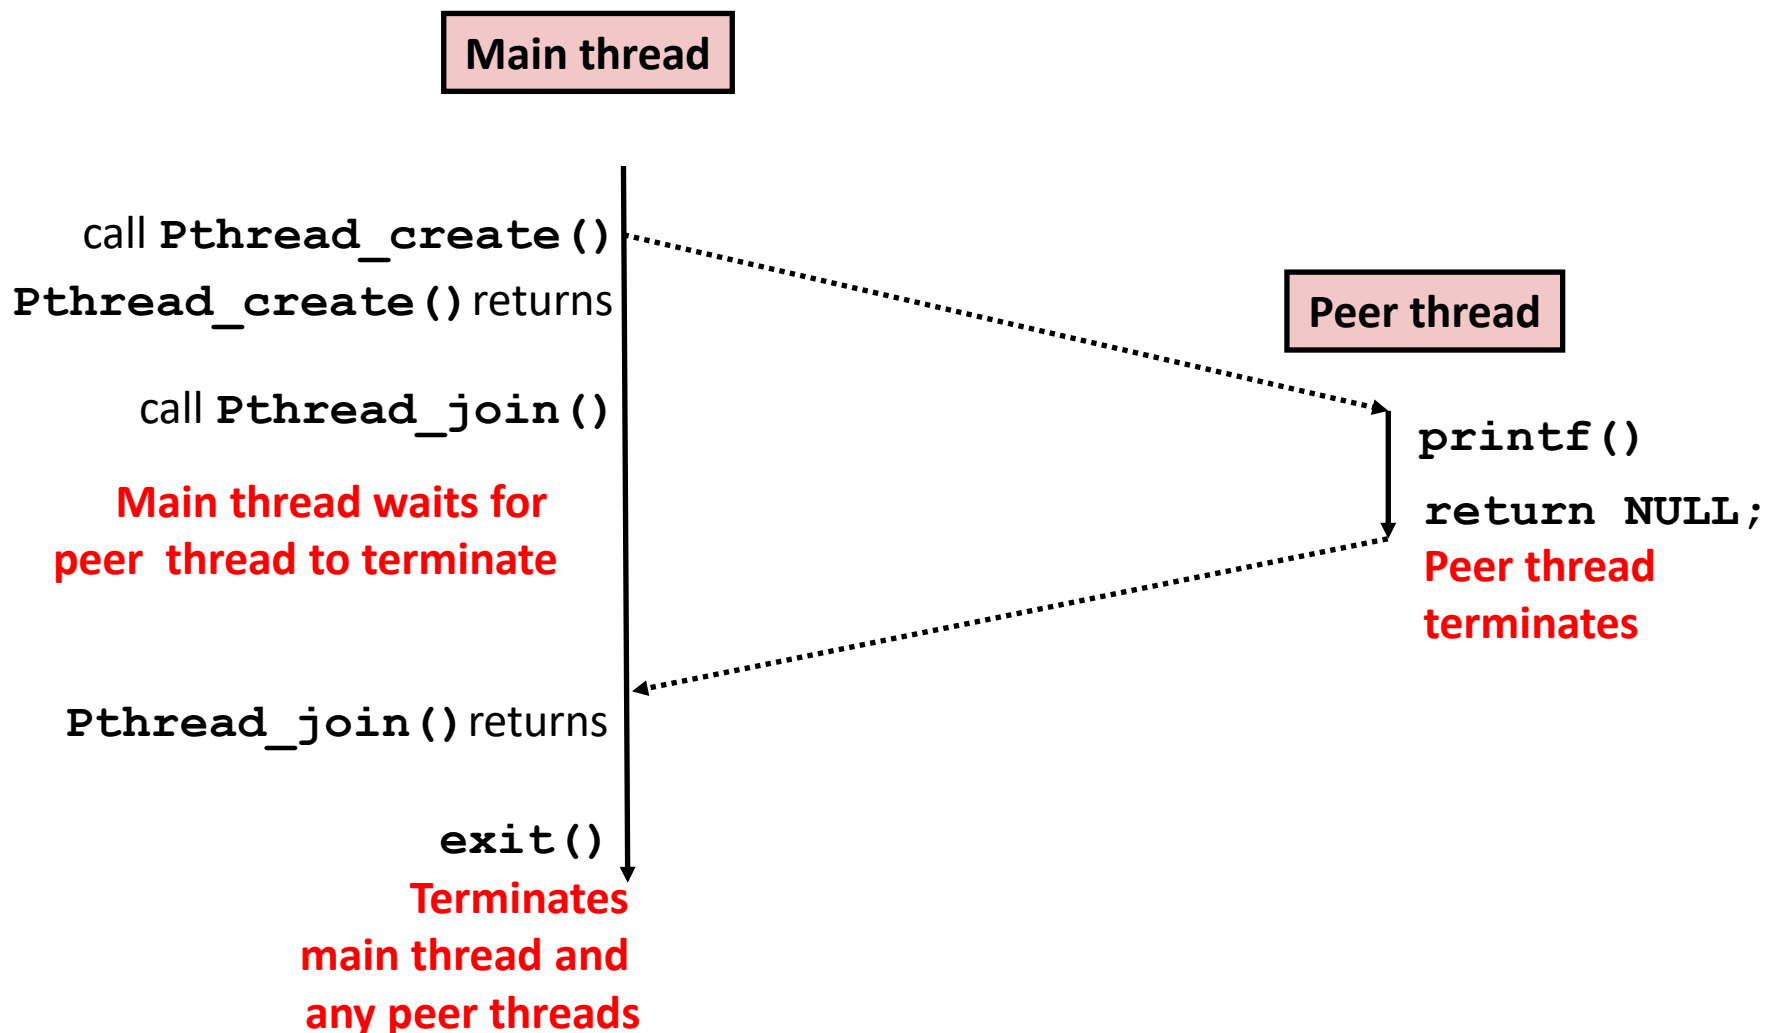 Main thread
call Pthread_create()
Pthread_create() returns
Peer thread
call Pthread_join()
printf()
Main thread waits for
peer thread to terminate
return NULL;
Peer thread
terminates
Pthread_join() returns
exit()
Terminates
main thread and
any peer threads